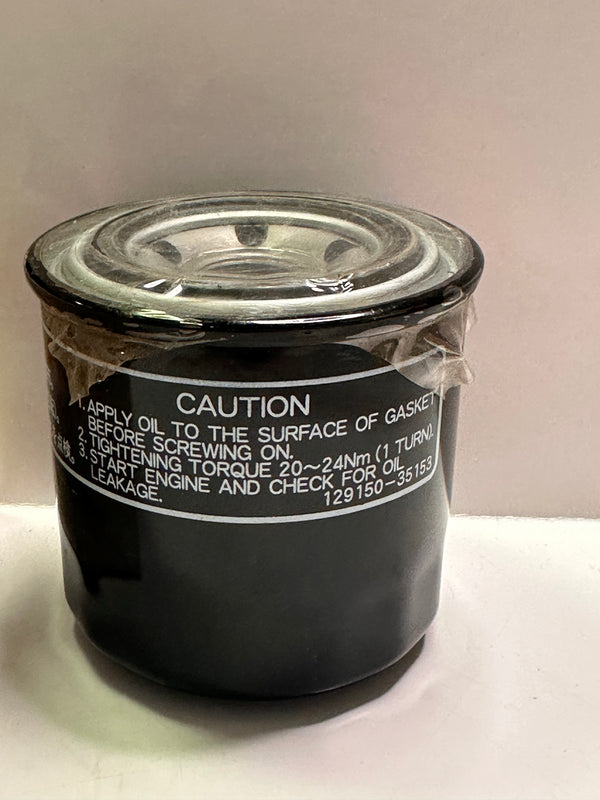 CAUTION
1. APPLY OIL TO THE SURFACE OF GASKET
BEFORE SCREWING ON.
2. TIGHTENING TORQUE 20~24Nm (1 TURN).
3. START ENGINE AND CHECK FOR OIL
LEAKAGE.
129150-35153